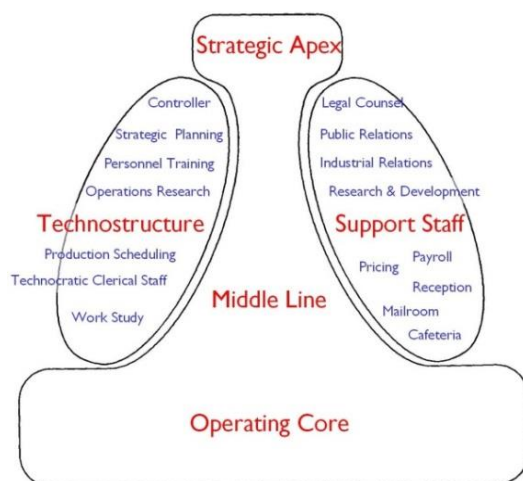 Strategic Apex
Controller
Strategic Planning
Personnel Training
Operations Research
Technostructure
Production Scheduling
Technocratic Clerical Staff
Work Study
Legal Counsel
Public Relations
Industrial Relations
Research & Development
Support Staff
Payroll
Pricing
Reception
Mailroom
Cafeteria
Middle Line
Operating Core